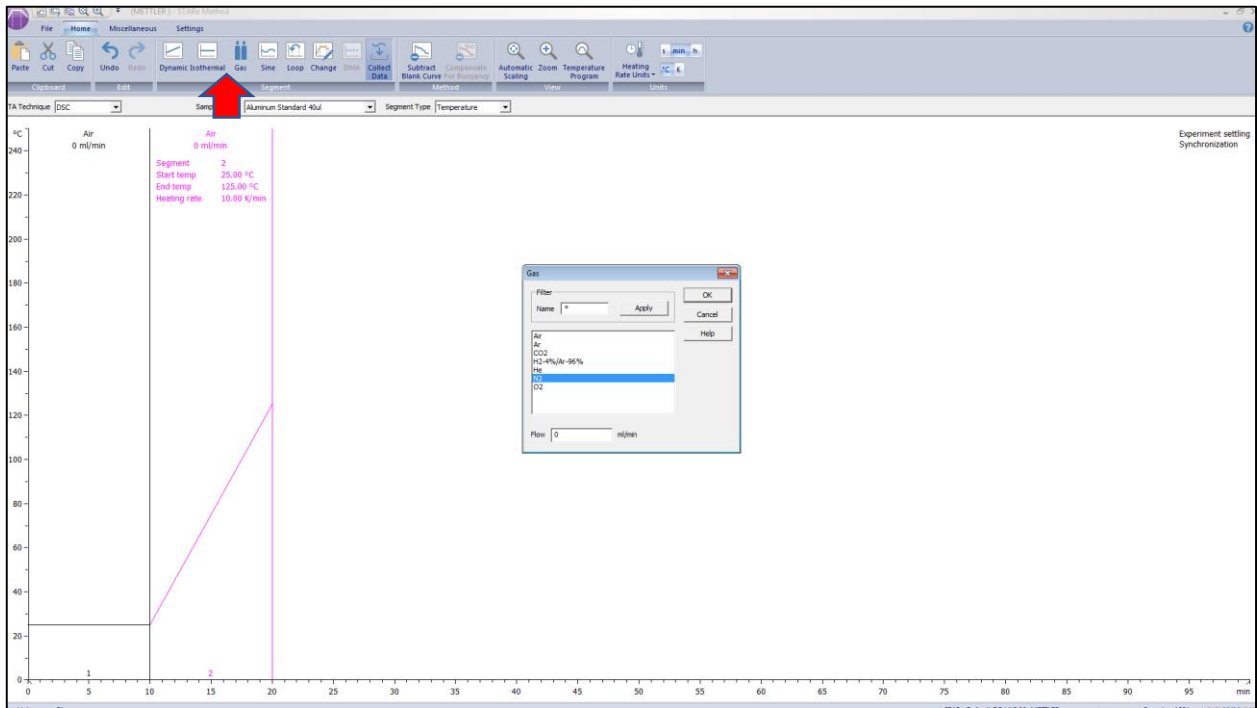 (METTLER) - STARe Method
File Home Miscellaneous Settings
Paste Cut Copy Undo Redo Dynamic Isothermal Gas Sine Loop Change DMA Collect Data Subtract Blank Curve Compensate For Buoyancy Automatic Scaling Zoom Temperature Program Heating Rate Units s min h °C K
Clipboard Edit Segment Method View Units
TA Technique DSC Samp Aluminum Standard 40ul Segment Type Temperature
°C
Air
0 ml/min
Air
0 ml/min
Segment 2
Start temp 25.00 °C
End temp 125.00 °C
Heating rate 10.00 K/min
Experiment settling
Synchronization
240
220
200
180
160
140
120
100
80
60
40
20
0
Gas
Filter
Name * Apply
OK
Cancel
Help
Air
Ar
CO2
H2-4%/Ar-96%
He
N2
O2
Flow 0 ml/min
1 2
0 5 10 15 20 25 30 35 40 45 50 55 60 65 70 75 80 85 90 95 min